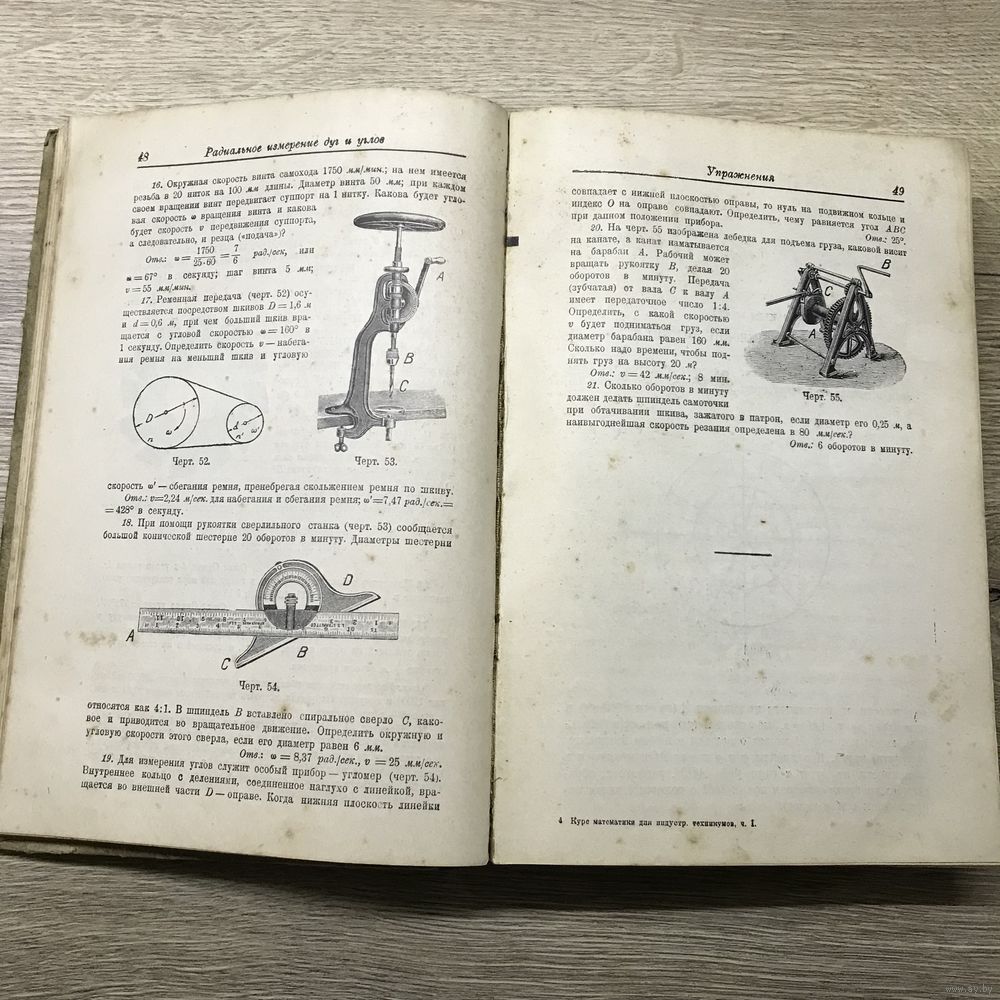 48
Радиальное измерение дуг и углов
16. Окружная скорость винта самохода 1750 мм/мин.; на нем имеется
резьба в 20 ниток на 100 мм длины. Диаметр винта 50 мм; при каждом
своем вращении винт передвигает суппорт на 1 нитку. Какова будет угло-
вая скорость ω вращения винта и какова
будет скорость v передвижения суппорта,
а следовательно, и резца («подача»)?
Отв.: ω = 1750/25·60 = 7/6 рад./сек, или
ω = 67° в секунду; шаг винта 5 мм;
v = 55 мм/мин.
17. Ременная передача (черт. 52) осу-
ществляется посредством шкивов D = 1,6 м
и d = 0,6 м, при чем больший шкив вра-
щается с угловой скоростью ω = 160° в
1 секунду. Определить скорость v — набега-
ния ремня на меньший шкив и угловую
A
B
C
D
d
n
ω
n'
ω'
Черт. 52.
Черт. 53.
скорость ω' — сбегания ремня, пренебрегая скольжением ремня по шкиву.
Отв.: v=2,24 м/сек. для набегания и сбегания ремня; ω'=7,47 рад./сек.=
=428° в секунду.
18. При помощи рукоятки сверлильного станка (черт. 53) сообщается
большой конической шестерне 20 оборотов в минуту. Диаметры шестерни
D
A
C
B
Черт. 54.
относятся как 4:1. В шпиндель B вставлено спиральное сверло C, како-
вое и приводится во вращательное движение. Определить окружную и
угловую скорости этого сверла, если его диаметр равен 6 мм.
Отв.: ω = 8,37 рад/сек., v = 25 мм/сек.
19. Для измерения углов служит особый прибор — угломер (черт. 54).
Внутреннее кольцо с делениями, соединенное наглухо с линейкой, вра-
щается во внешней части D — оправе. Когда нижняя плоскость линейки
Упражнения
49
совпадает с нижней плоскостью оправы, то нуль на подвижном кольце и
индекс O на оправе совпадают. Определить, чему равняется угол ABC
при данном положении прибора.
Отв.: 25°.
20. На черт. 55 изображена лебедка для подъема груза, каковой висит
на канате, а канат наматывается
на барабан A. Рабочий может
вращать рукоятку B, делая 20
оборотов в минуту. Передача
(зубчатая) от вала C к валу A
имеет передаточное число 1:4.
Определить, с какой скоростью
v будет подниматься груз, если
диаметр барабана равен 160 мм.
Сколько надо времени, чтобы под-
нять груз на высоту 20 м?
Отв.: v = 42 мм/сек.; 8 мин.
B
C
A
Черт. 55.
21. Сколько оборотов в минуту
должен делать шпиндель самоточки
при обтачивании шкива, зажатого в патрон, если диаметр его 0,25 м, а
наивыгоднейшая скорость резания определена в 80 мм/сек.?
Отв.: 6 оборотов в минуту.
4 Курс математики для индустр. техникумов, ч. I.
www.ay.by